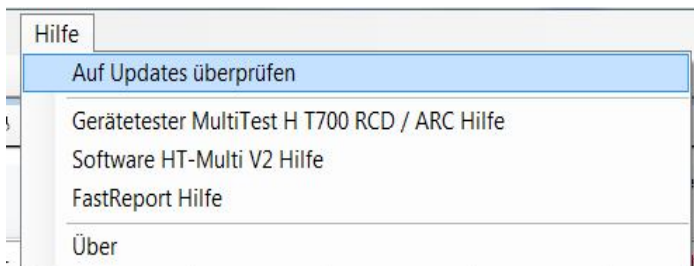 Hilfe
Auf Updates überprüfen
Gerätetester MultiTest H T700 RCD / ARC Hilfe
Software HT-Multi V2 Hilfe
FastReport Hilfe
Über